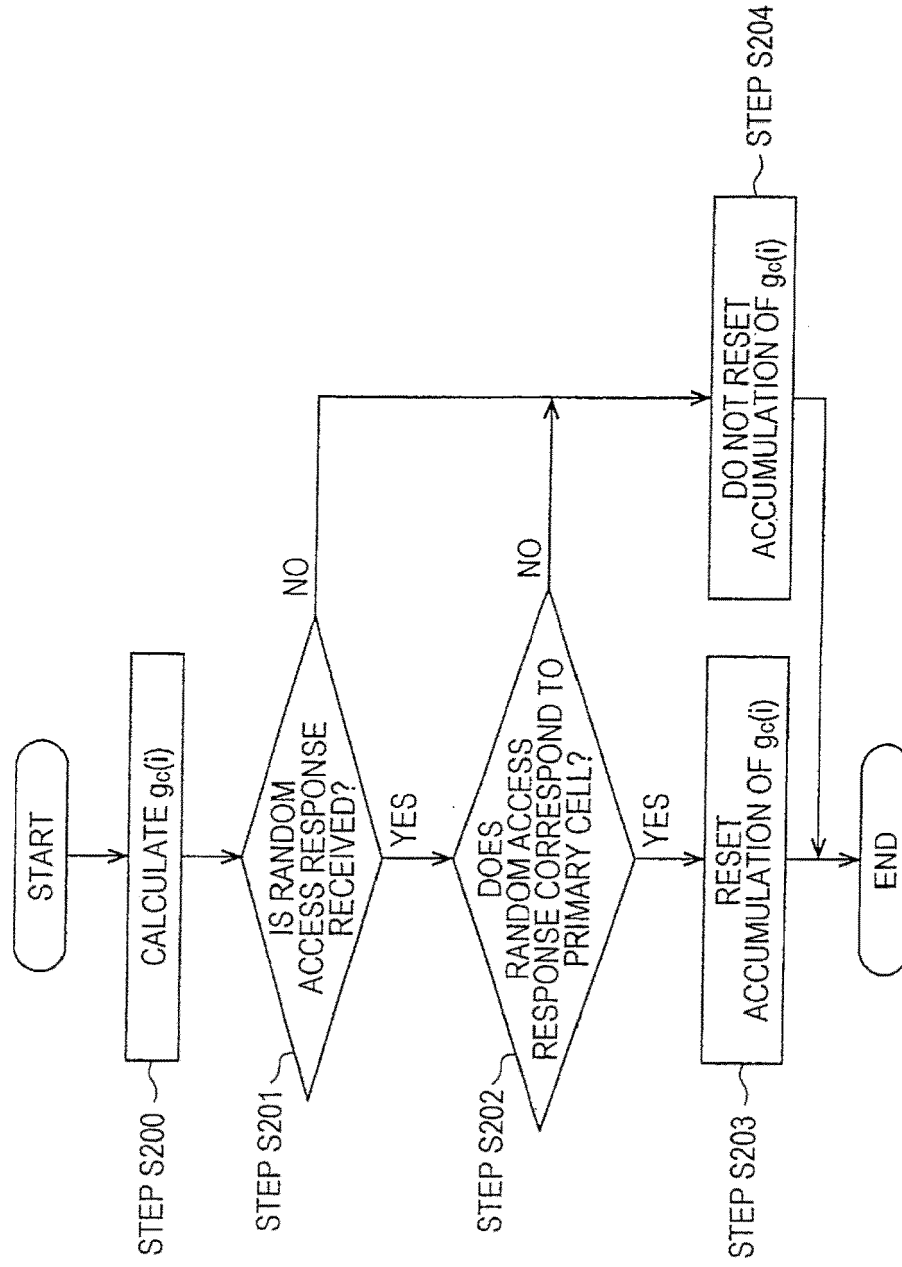 START
STEP S200
CALCULATE gc(i)
STEP S201
IS RANDOM
ACCESS RESPONSE
RECEIVED?
NO
YES
STEP S202
DOES
RANDOM ACCESS
RESPONSE CORRESPOND TO
PRIMARY CELL?
NO
YES
STEP S203
RESET
ACCUMULATION OF gc(i)
DO NOT RESET
ACCUMULATION OF gc(i)
STEP S204
END